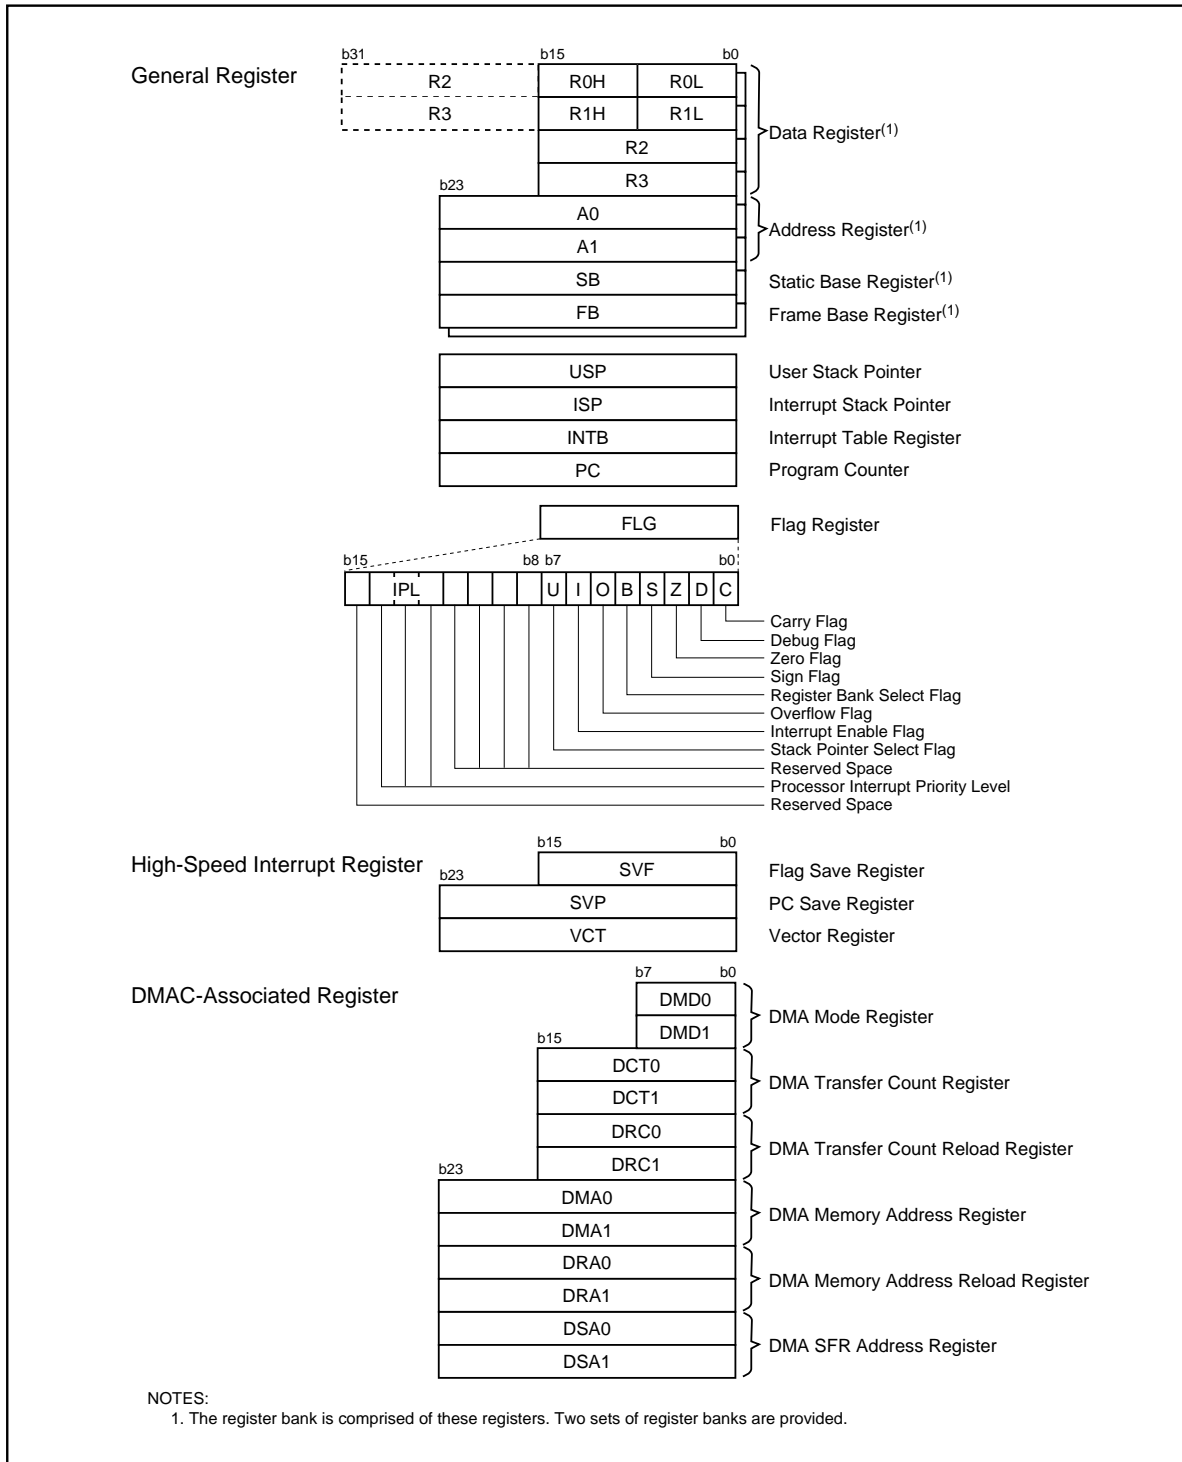 b31 b15 b0
General Register R2 R0H R0L
R3 R1H R1L
Data Register(1)
R2
R3
b23
A0
Address Register(1)
A1
SB Static Base Register(1)
FB Frame Base Register(1)
USP User Stack Pointer
ISP Interrupt Stack Pointer
INTB Interrupt Table Register
PC Program Counter
FLG Flag Register
b15 b8 b7 b0
IPL U I O B S Z D C
Carry Flag
Debug Flag
Zero Flag
Sign Flag
Register Bank Select Flag
Overflow Flag
Interrupt Enable Flag
Stack Pointer Select Flag
Reserved Space
Processor Interrupt Priority Level
Reserved Space
b15 b0
High-Speed Interrupt Register b23 SVF Flag Save Register
SVP PC Save Register
VCT Vector Register
b7 b0
DMAC-Associated Register DMD0
DMA Mode Register
DMD1
b15
DCT0
DMA Transfer Count Register
DCT1
DRC0
DMA Transfer Count Reload Register
DRC1
b23
DMA0
DMA Memory Address Register
DMA1
DRA0
DMA Memory Address Reload Register
DRA1
DSA0
DMA SFR Address Register
DSA1
NOTES:
1. The register bank is comprised of these registers. Two sets of register banks are provided.